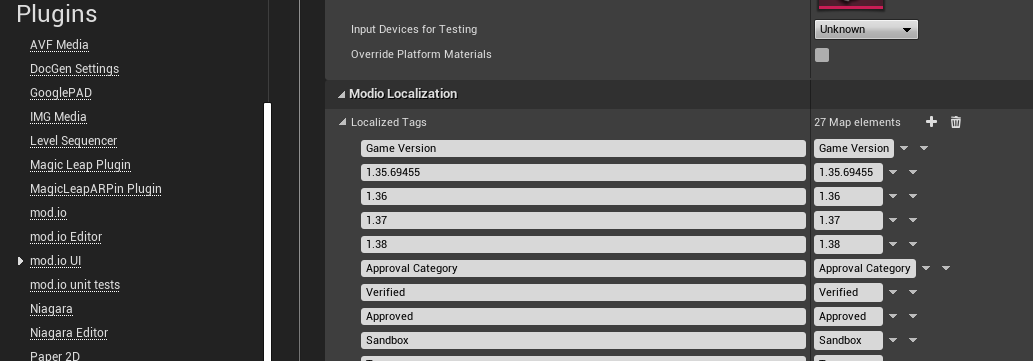 Plugins
AVF Media
DocGen Settings
GooglePAD
IMG Media
Level Sequencer
Magic Leap Plugin
MagicLeapARPin Plugin
mod.io
mod.io Editor
mod.io UI
mod.io unit tests
Niagara
Niagara Editor
Paper 2D
Input Devices for Testing Unknown
Override Platform Materials
Modio Localization
Localized Tags 27 Map elements
Game Version Game Version
1.35.69455 1.35.69455
1.36 1.36
1.37 1.37
1.38 1.38
Approval Category Approval Category
Verified Verified
Approved Approved
Sandbox Sandbox